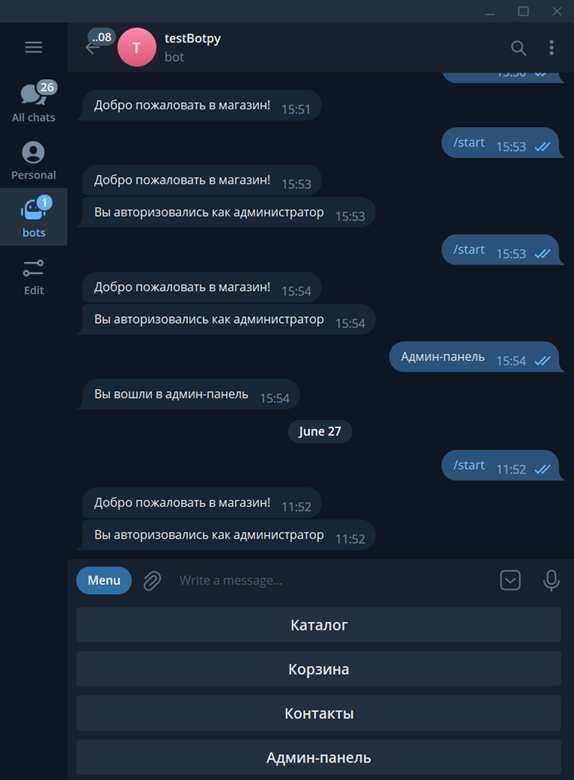 ..08
T
testBotpy
bot
26
All chats
Personal
1
bots
Edit
Добро пожаловать в магазин! 15:51
/start 15:53
Добро пожаловать в магазин! 15:53
Вы авторизовались как администратор 15:53
/start 15:53
Добро пожаловать в магазин! 15:54
Вы авторизовались как администратор 15:54
Админ-панель 15:54
Вы вошли в админ-панель 15:54
June 27
/start 11:52
Добро пожаловать в магазин! 11:52
Вы авторизовались как администратор 11:52
Menu
Write a message...
Каталог
Корзина
Контакты
Админ-панель